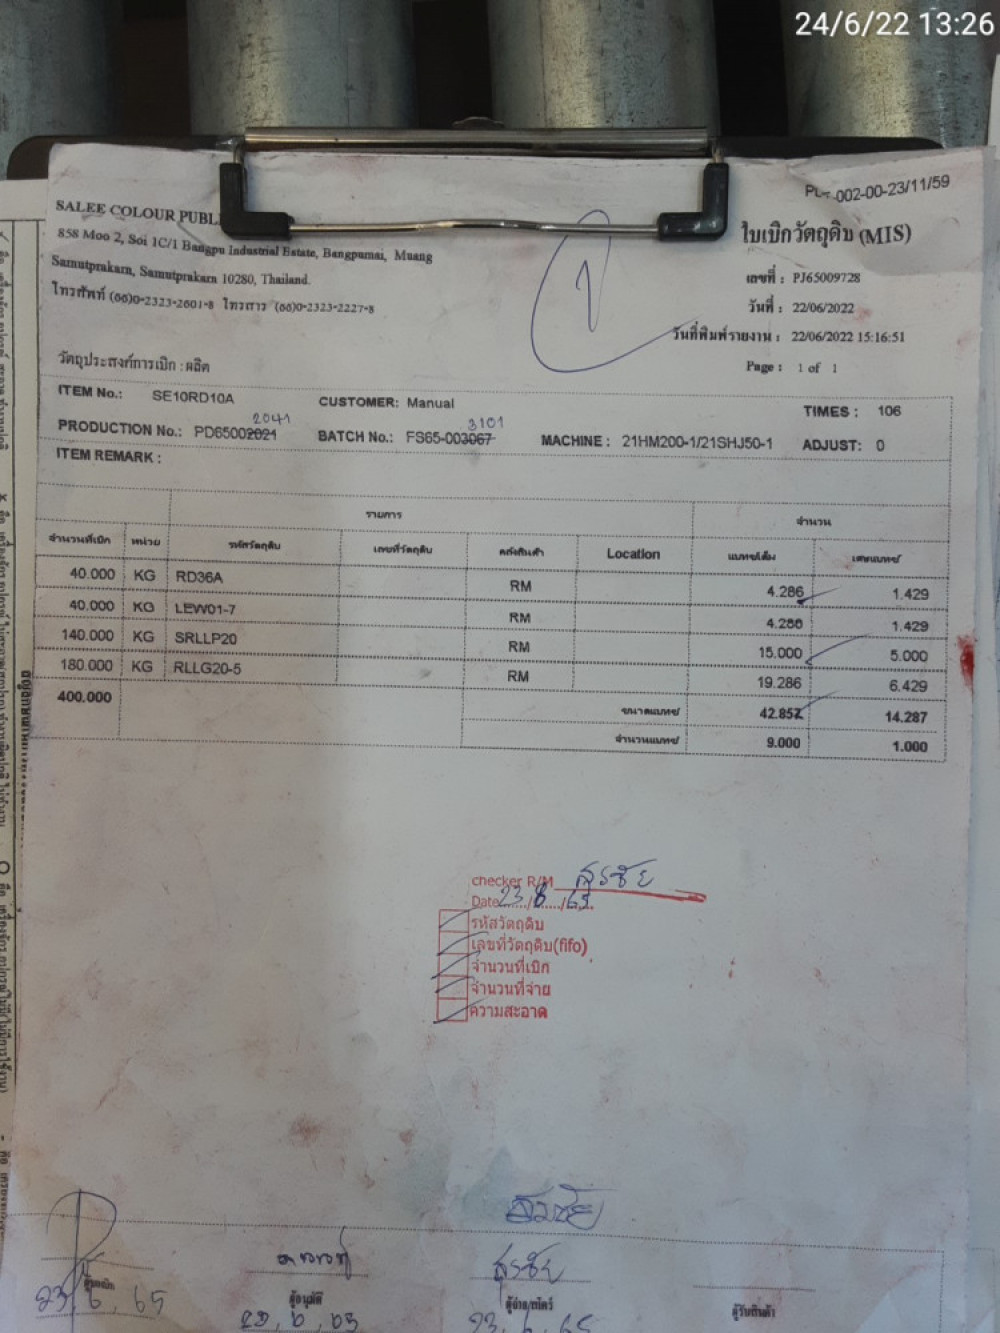 24/6/22 13:26
002-00-23/11/59
SALEE COLOUR PUBL
858 Moo 2, Soi 1C/1 Bangpu Industrial Estate, Bangpumai, Muang
Samutprakarn, Samutprakarn 10280, Thailand.
โทรศัพท์ (66)0-2323-2601-8 โทรสาร (66)0-2323-2227-8
1
ใบเบิกวัตถุดิบ (MIS)
เลขที่ : PJ65009728
วันที่ : 22/06/2022
วันที่พิมพ์รายงาน : 22/06/2022 15:16:51
Page : 1 of 1
วัตถุประสงค์การเบิก : ผลิต
ITEM No.: SE10RD10A CUSTOMER: Manual TIMES : 106
2041 3101
PRODUCTION No.: PD65002021 BATCH No.: FS65-003067 MACHINE : 21HM200-1/21SHJ50-1 ADJUST: 0
ITEM REMARK :
รายการ จำนวน
จำนวนที่เบิก หน่วย รหัสวัตถุดิบ เลขที่วัตถุดิบ คลังสินค้า Location แบทช์เต็ม เศษแบทช์
40.000 KG RD36A RM 4.286 1.429
40.000 KG LEW01-7 RM 4.286 1.429
140.000 KG SRLLP20 RM 15.000 5.000
180.000 KG RLLG20-5 RM 19.286 6.429
400.000 ขนาดแบทช์ 42.857 14.287
จำนวนแบทช์ 9.000 1.000
checker R/M สุรชัย
Date 23/6/65
รหัสวัตถุดิบ
เลขที่วัตถุดิบ(fifo)
จำนวนที่เบิก
จำนวนที่จ่าย
ความสะอาด
สมชัย
สุรชัย
ผู้อนุมัติ ผู้จ่าย/สโตร์ ผู้รับสินค้า
23, 6, 65 23, 6, 65